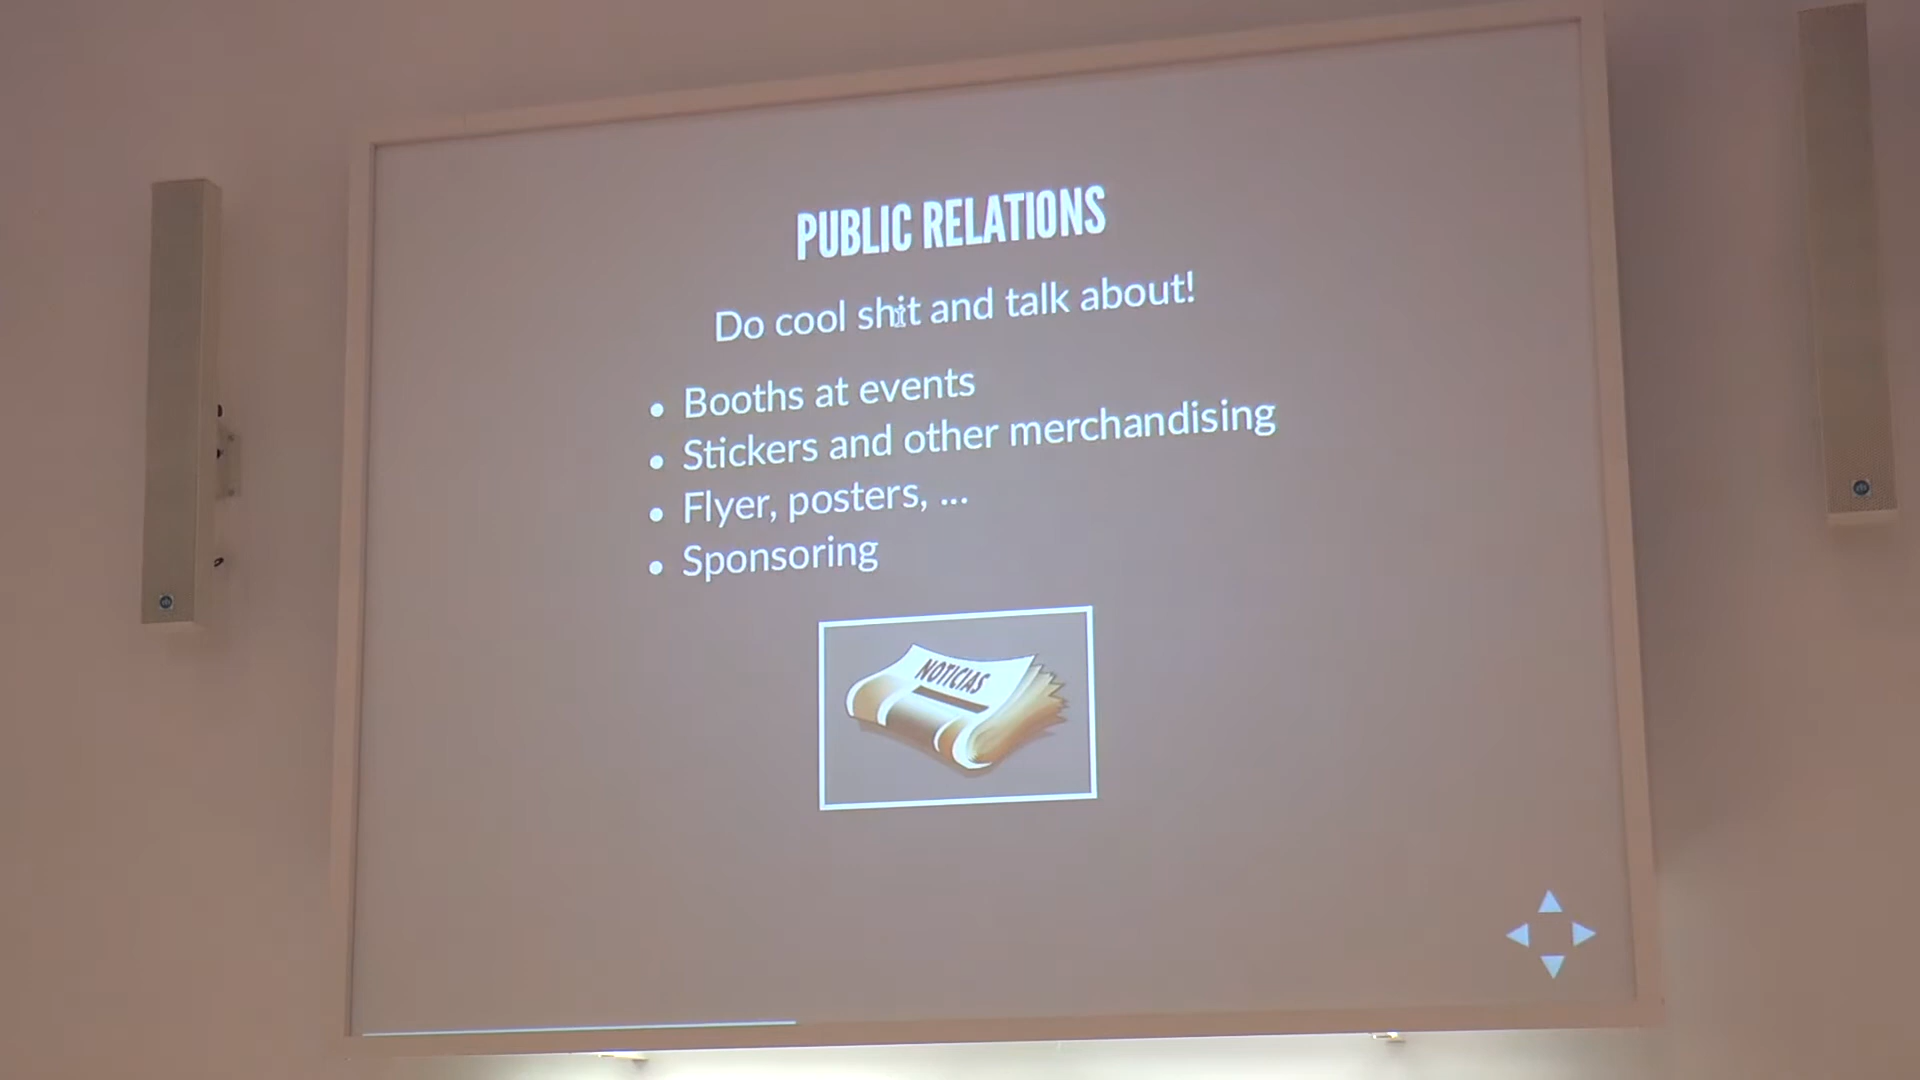 PUBLIC RELATIONS
Do cool shit and talk about!
• Booths at events
• Stickers and other merchandising
• Flyer, posters, ...
• Sponsoring
NOTICIAS